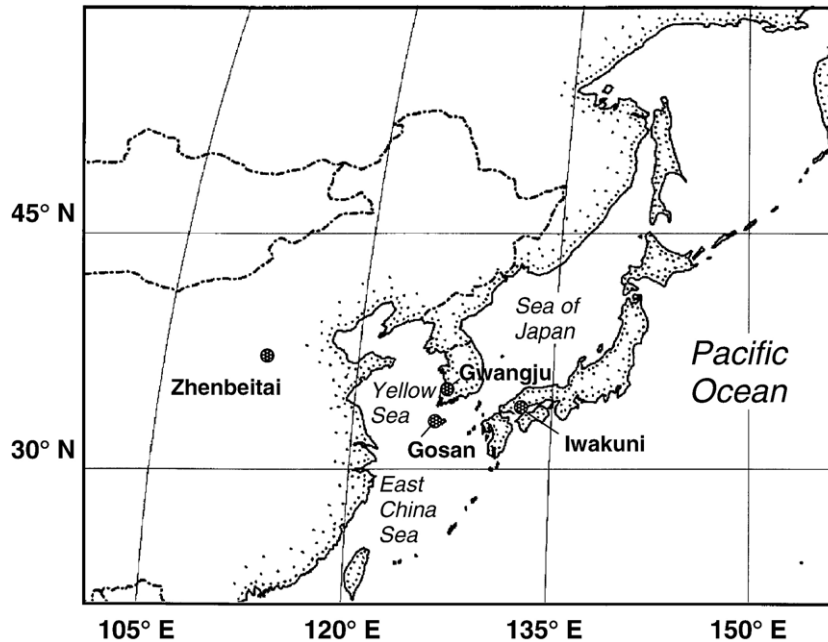 45° N
Sea of
Japan
Pacific
Ocean
Zhenbeitai
Gwangju
Yellow
Sea
Gosan
Iwakuni
30° N
East
China
Sea
105° E
120° E
135° E
150° E